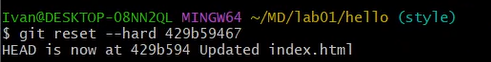 Ivan@DESKTOP-O8NN2QL MINGW64 ~/MD/lab01/hello (style)
$ git reset --hard 429b59467
HEAD is now at 429b594 Updated index.html